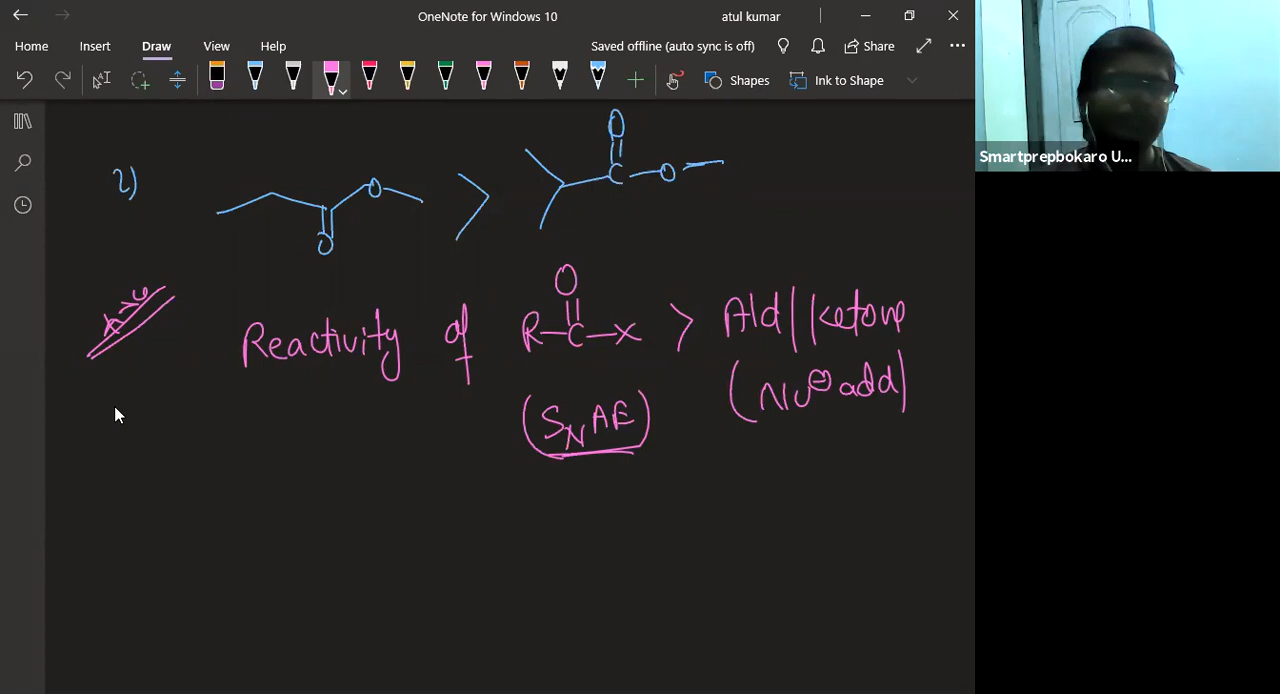 OneNote for Windows 10
atul kumar
Home Insert Draw View Help
Saved offline (auto sync is off)
Share
Shapes
Ink to Shape
Smartprepbokaro U...
2)
O
O > C O
O
O
Reactivity of R-C-X > Ald/ketone
(SNAE) (Nu⊖ add)